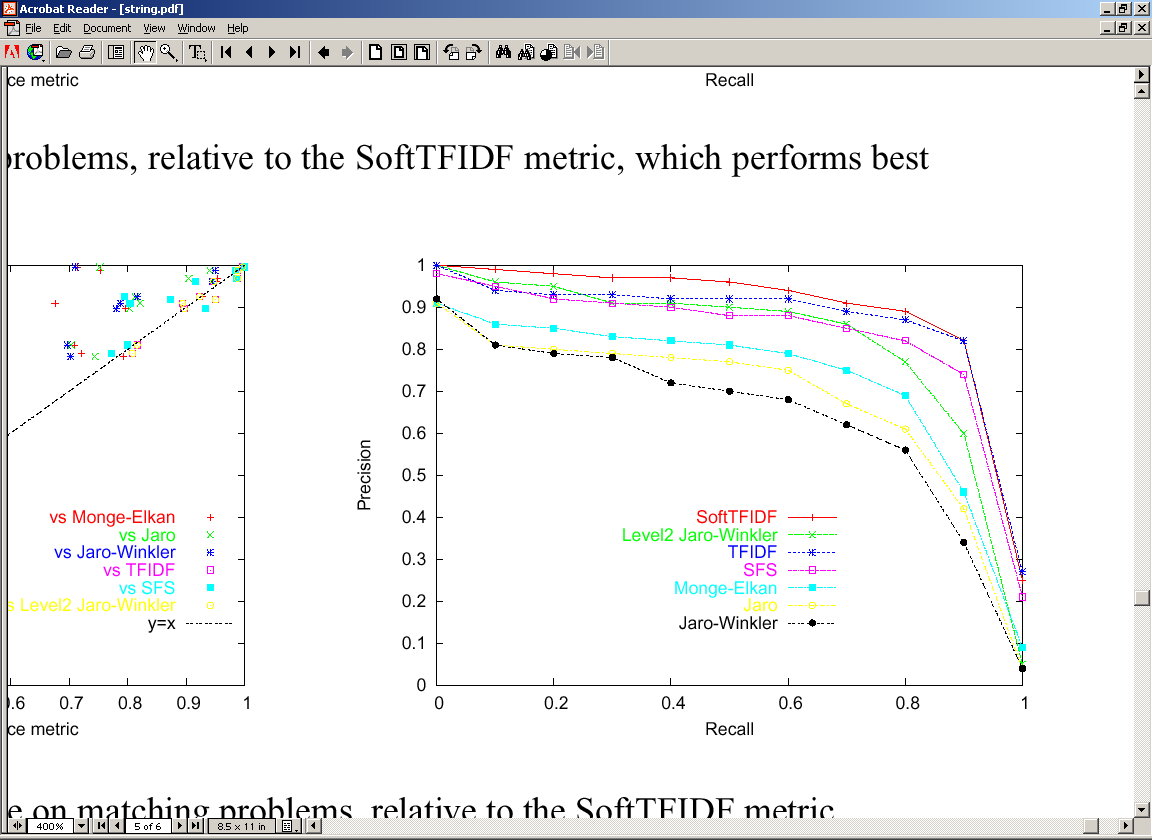 Acrobat Reader - [string.pdf]
File Edit Document View Window Help
ce metric
Recall
problems, relative to the SoftTFIDF metric, which performs best
1
0.9
0.8
0.7
0.6
0.5
0.4
0.3
0.2
0.1
0
Precision
vs Monge-Elkan
vs Jaro
vs Jaro-Winkler
vs TFIDF
vs SFS
s Level2 Jaro-Winkler
y=x
SoftTFIDF
Level2 Jaro-Winkler
TFIDF
SFS
Monge-Elkan
Jaro
Jaro-Winkler
0.6 0.7 0.8 0.9 1
0 0.2 0.4 0.6 0.8 1
ce metric
Recall
e on matching problems, relative to the SoftTFIDF metric
400% 5 of 6 8.5 x 11 in